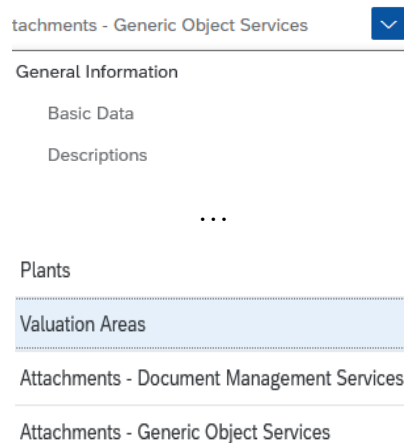 tachments - Generic Object Services
General Information
Basic Data
Descriptions
...
Plants
Valuation Areas
Attachments - Document Management Services
Attachments - Generic Object Services